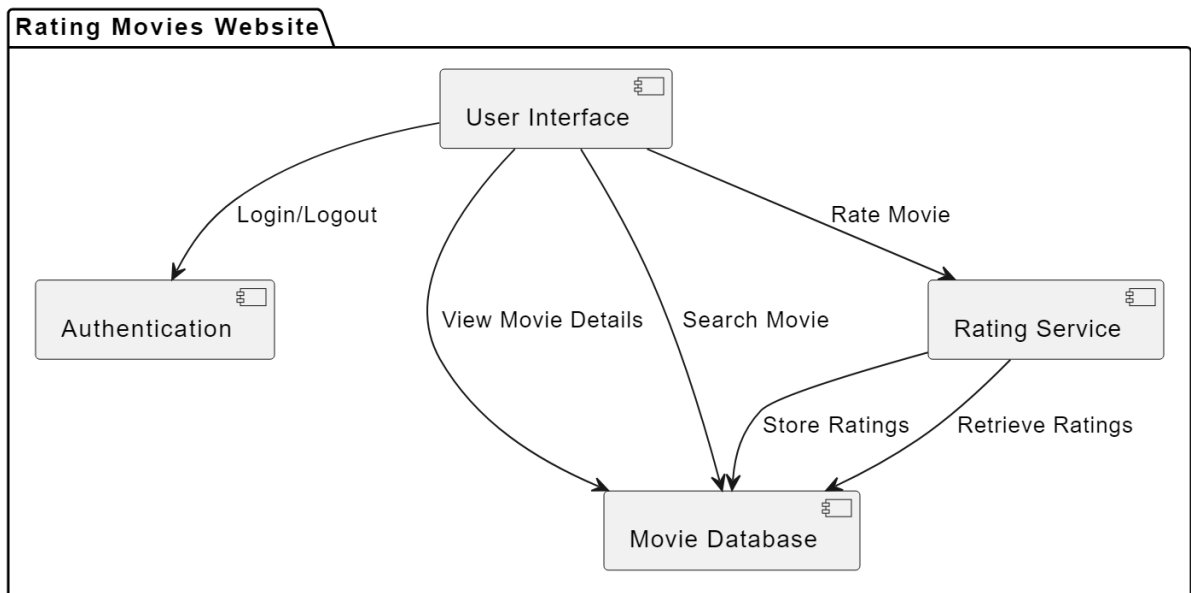 Rating Movies Website
User Interface
Login/Logout
Rate Movie
Authentication
View Movie Details
Search Movie
Rating Service
Store Ratings
Retrieve Ratings
Movie Database